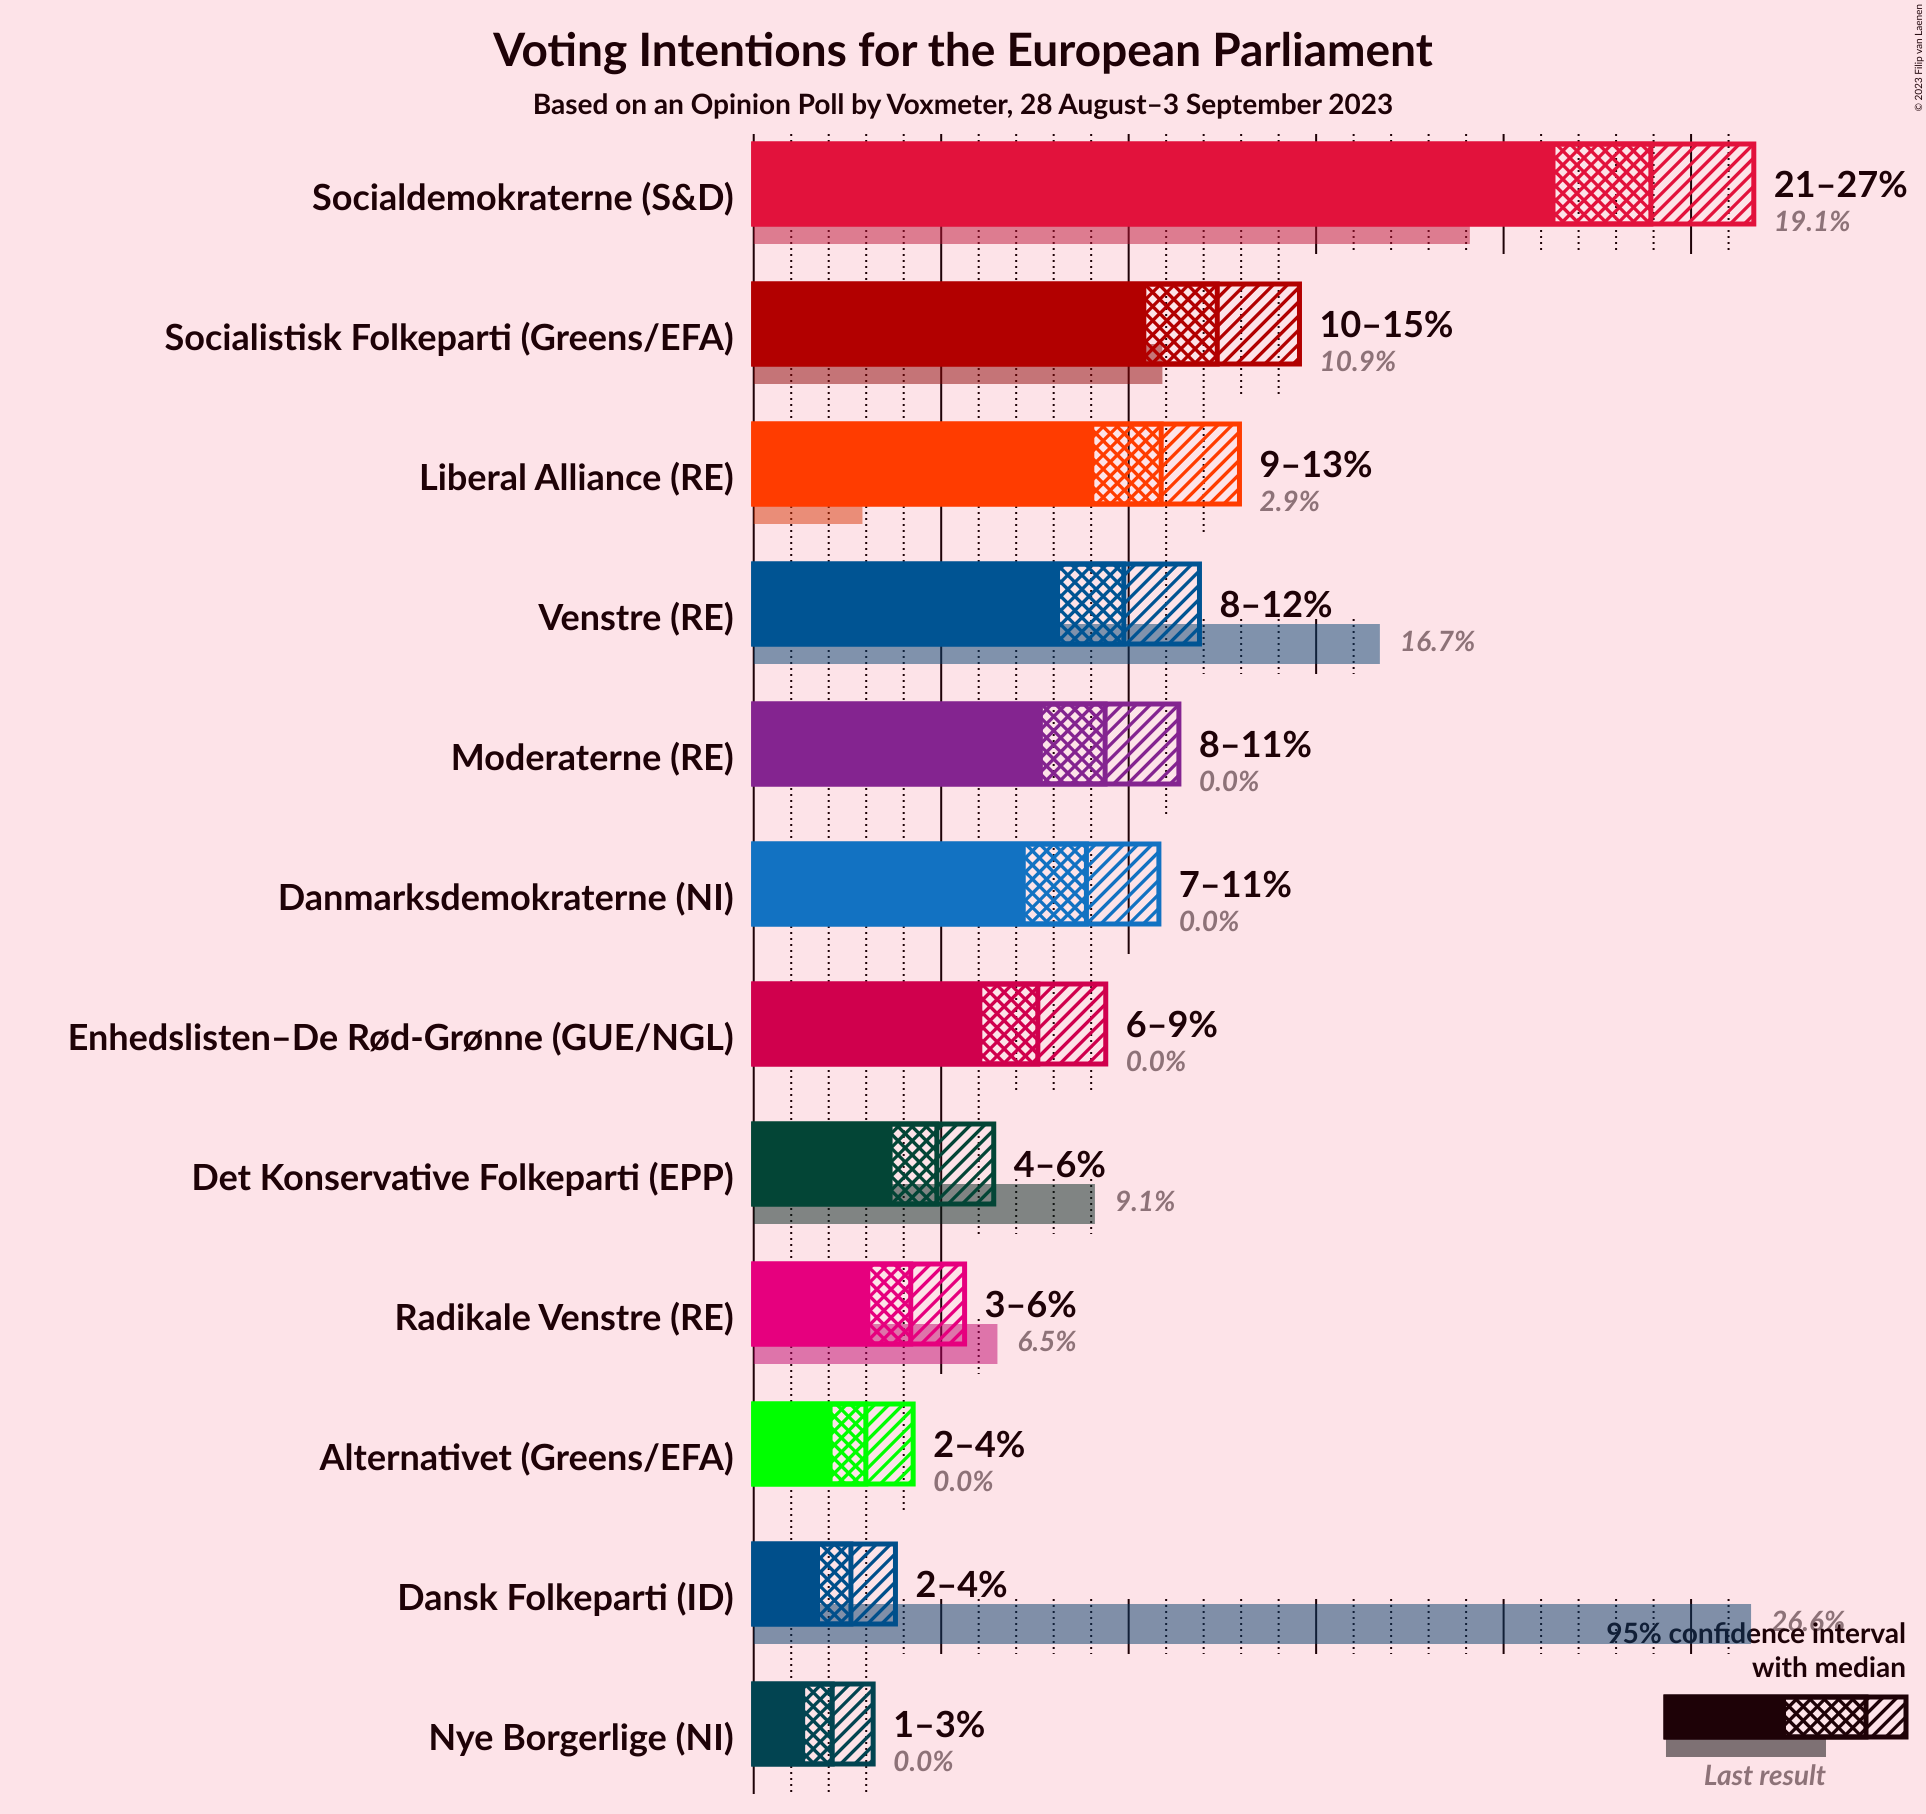 Voting Intentions for the European Parliament
Based on an Opinion Poll by Voxmeter, 28 August–3 September 2023
© 2023 Filip van Laenen
Socialdemokraterne (S&D)
21–27%
19.1%
Socialistisk Folkeparti (Greens/EFA)
10–15%
10.9%
Liberal Alliance (RE)
9–13%
2.9%
Venstre (RE)
8–12%
16.7%
Moderaterne (RE)
8–11%
0.0%
Danmarksdemokraterne (NI)
7–11%
0.0%
Enhedslisten–De Rød-Grønne (GUE/NGL)
6–9%
0.0%
Det Konservative Folkeparti (EPP)
4–6%
9.1%
Radikale Venstre (RE)
3–6%
6.5%
Alternativet (Greens/EFA)
2–4%
0.0%
Dansk Folkeparti (ID)
2–4%
26.6%
Nye Borgerlige (NI)
1–3%
0.0%
95% confidence interval
with median
Last result